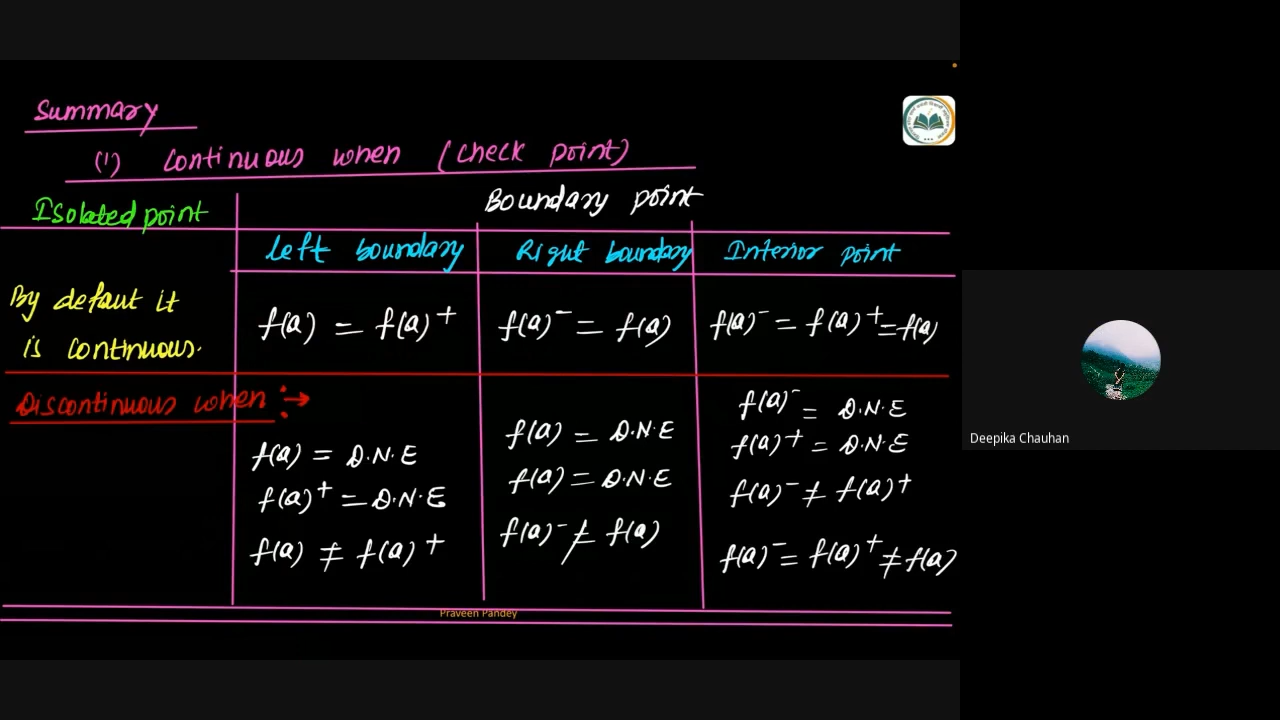 Summary
(1) Continuous when (Check point)
Isolated point
Boundary point
Left boundary
Right boundary
Interior point
By defaut it
is continuous.
f(a) = f(a)⁺
f(a)⁻ = f(a)
f(a)⁻ = f(a)⁺ = f(a)
Discontinuous when :→
f(a) = D.N.E
f(a)⁺ = D.N.E
f(a) ≠ f(a)⁺
f(a) = D.N.E
f(a) = D.N.E
f(a)⁻ ≠ f(a)
f(a)⁻ = D.N.E
f(a)⁺ = D.N.E
f(a)⁻ ≠ f(a)⁺
f(a)⁻ = f(a)⁺ ≠ f(a)
Praveen Pandey
Deepika Chauhan